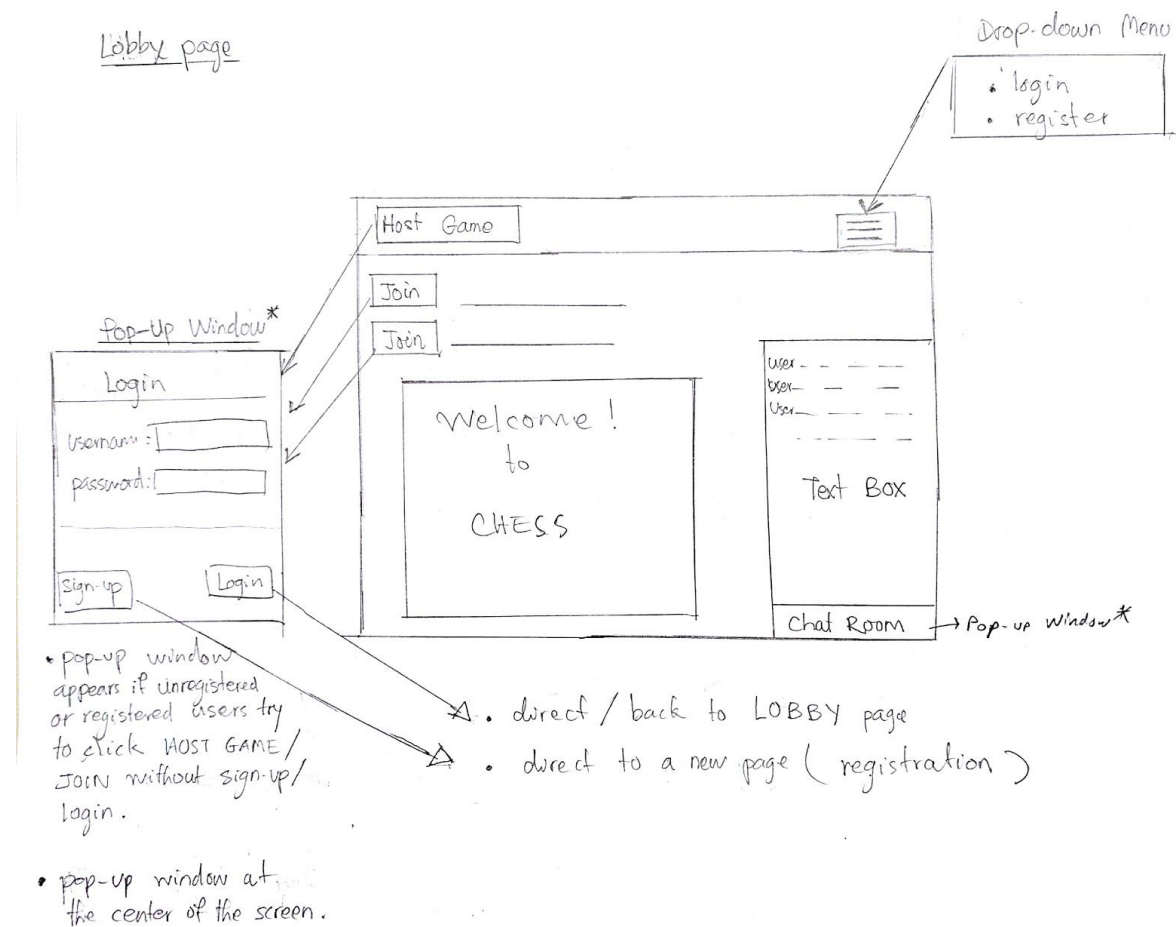 Lobby page
Drop-down Menu
• login
• register
Host Game
Join
Join
Pop-Up Window*
Login
Username:
password:
Sign-up
Login
Welcome!
to
CHESS
User
User
User
Text Box
Chat Room → Pop-up Window*
• pop-up window
appears if unregistered
or registered users try
to click HOST GAME/
JOIN without sign-up/
login.
• pop-up window at
the center of the screen.
• direct / back to LOBBY page
• direct to a new page ( registration )